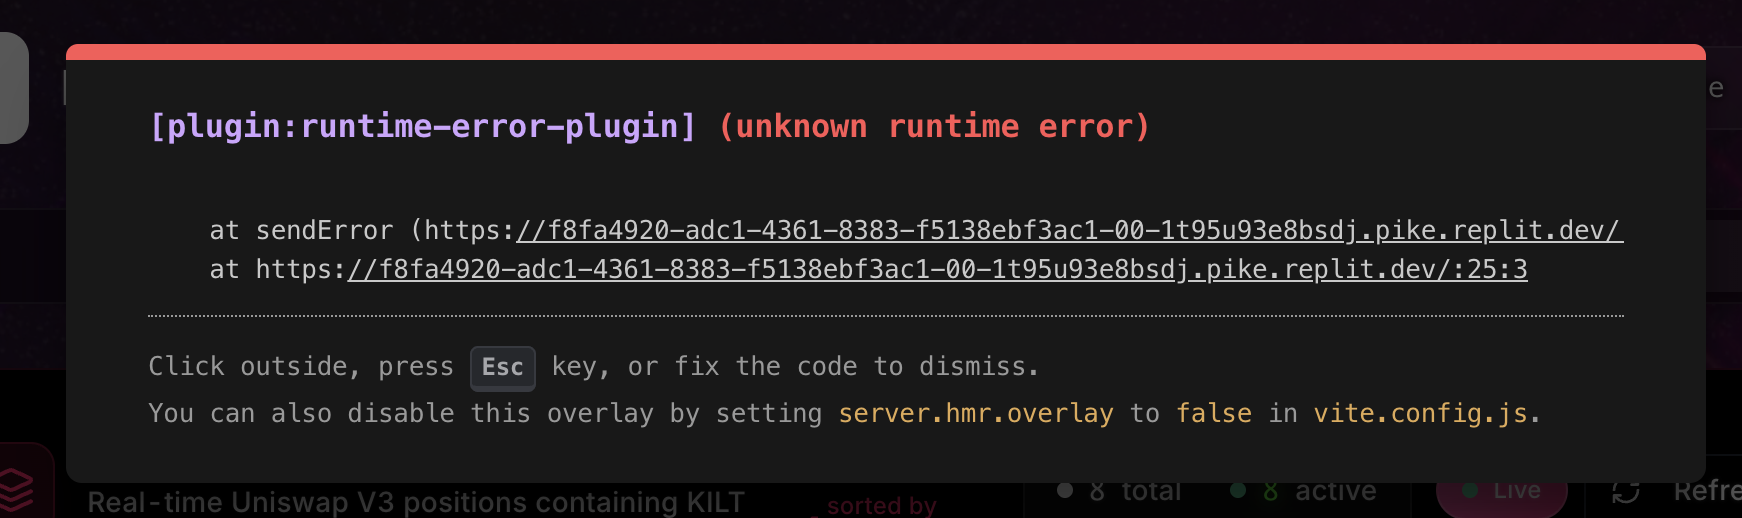 [plugin:runtime-error-plugin] (unknown runtime error)
at sendError (https://f8fa4920-adc1-4361-8383-f5138ebf3ac1-00-1t95u93e8bsdj.pike.replit.dev/
at https://f8fa4920-adc1-4361-8383-f5138ebf3ac1-00-1t95u93e8bsdj.pike.replit.dev/:25:3
Click outside, press Esc key, or fix the code to dismiss.
You can also disable this overlay by setting server.hmr.overlay to false in vite.config.js.
Real-time Uniswap V3 positions containing KILT sorted by 8 total 8 active Live